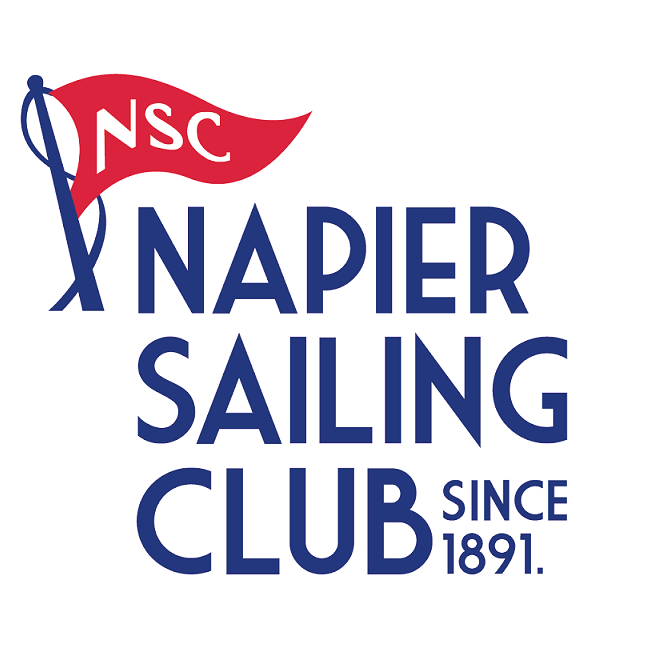 NSC
NAPIER
SAILING
CLUB
SINCE
1891.